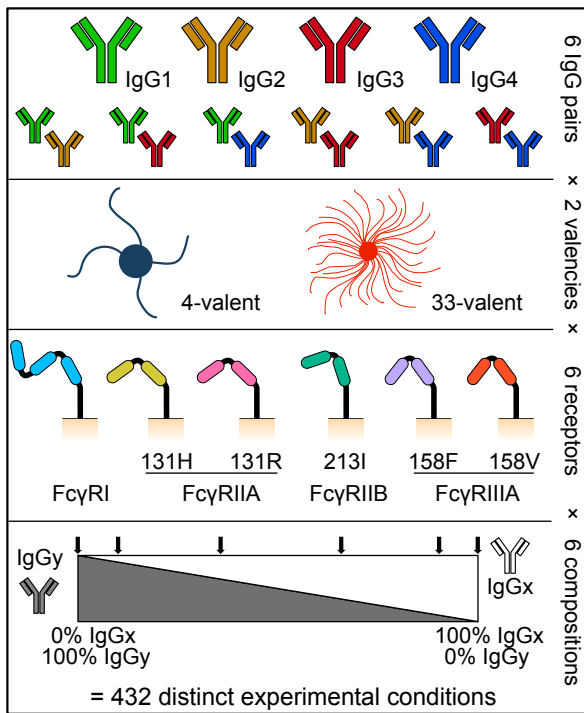 IgG1 IgG2 IgG3 IgG4
6 IgG pairs
×
4-valent 33-valent
2 valencies
×
131H 131R 213I 158F 158V
FcγRI FcγRIIA FcγRIIB FcγRIIIA
6 receptors
×
IgGy
IgGx
0% IgGx 100% IgGx
100% IgGy 0% IgGy
6 compositions
= 432 distinct experimental conditions